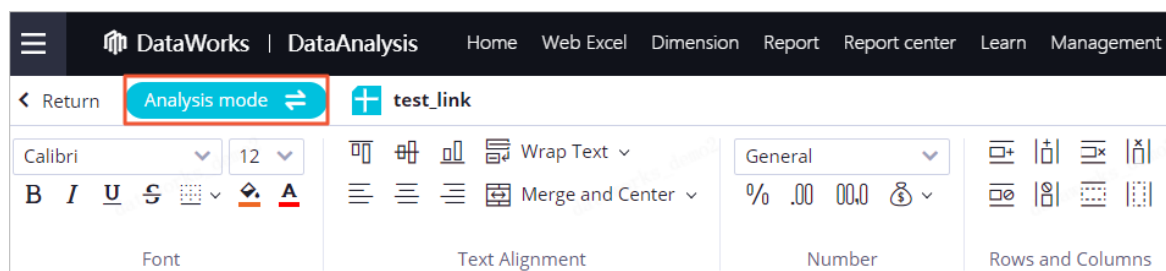 DataWorks | DataAnalysis Home Web Excel Dimension Report Report center Learn Management
Return Analysis mode test_link
Calibri 12 Wrap Text General
B I U S A Merge and Center % .00 00.0 $
Font Text Alignment Number Rows and Columns